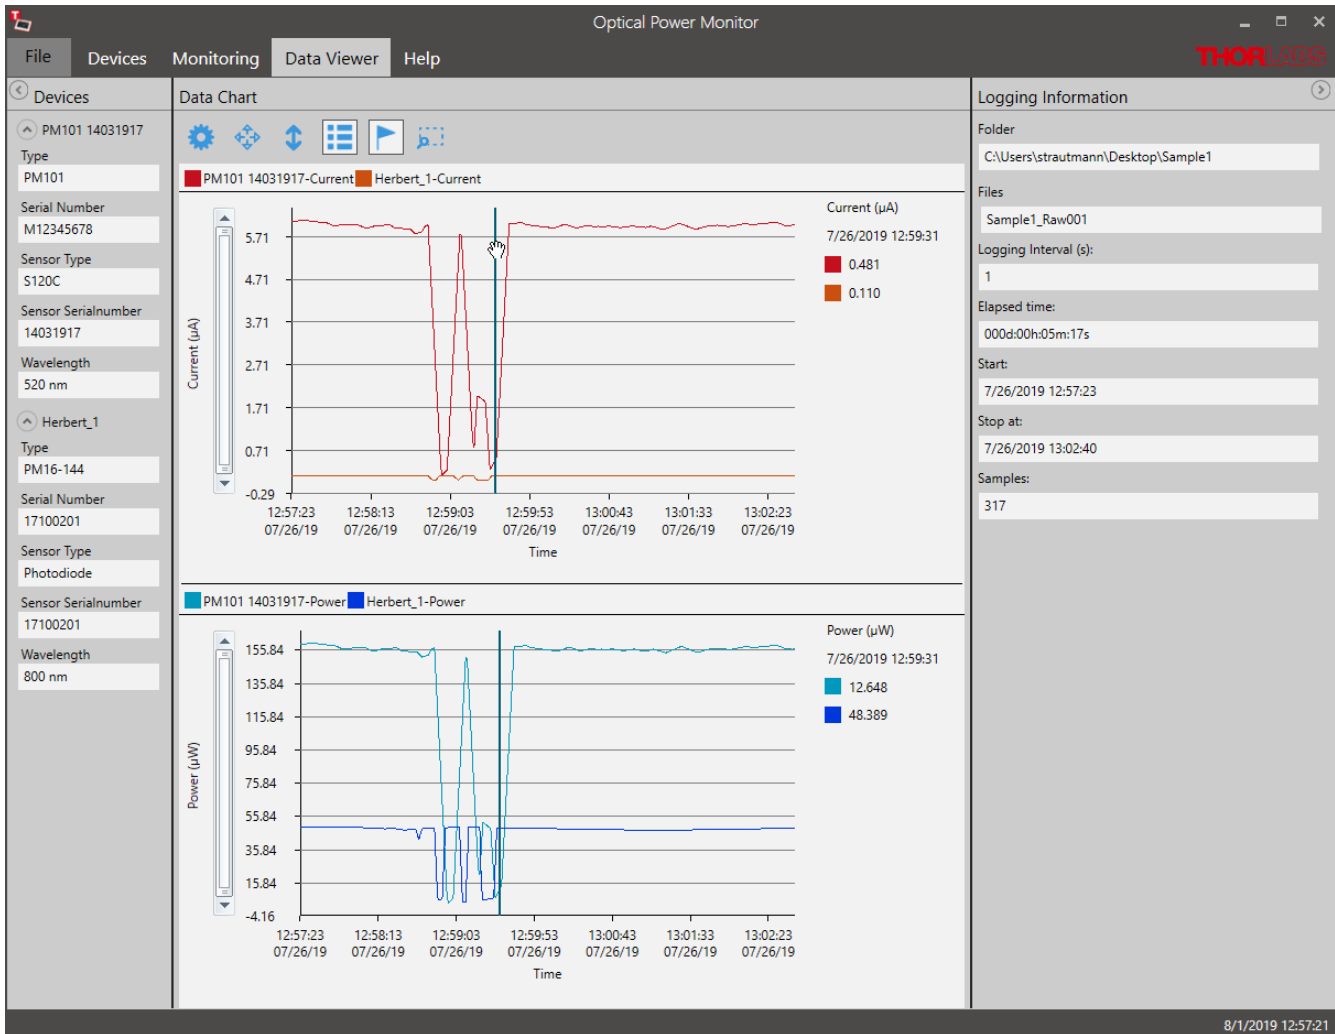 Optical Power Monitor
File Devices Monitoring Data Viewer Help
THORLABS
Devices
PM101 14031917
Type
PM101
Serial Number
M12345678
Sensor Type
S120C
Sensor Serialnumber
14031917
Wavelength
520 nm
Herbert_1
Type
PM16-144
Serial Number
17100201
Sensor Type
Photodiode
Sensor Serialnumber
17100201
Wavelength
800 nm
Data Chart
PM101 14031917-Current Herbert_1-Current
Current (µA)
5.71
4.71
3.71
2.71
1.71
0.71
-0.29
12:57:23 12:58:13 12:59:03 12:59:53 13:00:43 13:01:33 13:02:23
07/26/19 07/26/19 07/26/19 07/26/19 07/26/19 07/26/19 07/26/19
Time
Current (µA)
7/26/2019 12:59:31
0.481
0.110
PM101 14031917-Power Herbert_1-Power
Power (µW)
155.84
135.84
115.84
95.84
75.84
55.84
35.84
15.84
-4.16
12:57:23 12:58:13 12:59:03 12:59:53 13:00:43 13:01:33 13:02:23
07/26/19 07/26/19 07/26/19 07/26/19 07/26/19 07/26/19 07/26/19
Time
Power (µW)
7/26/2019 12:59:31
12.648
48.389
Logging Information
Folder
C:\Users\strautmann\Desktop\Sample1
Files
Sample1_Raw001
Logging Interval (s):
1
Elapsed time:
000d:00h:05m:17s
Start:
7/26/2019 12:57:23
Stop at:
7/26/2019 13:02:40
Samples:
317
8/1/2019 12:57:21